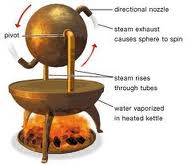 directional nozzle
steam exhaust
causes sphere to spin
pivot
steam rises
through tubes
water vaporized
in heated kettle